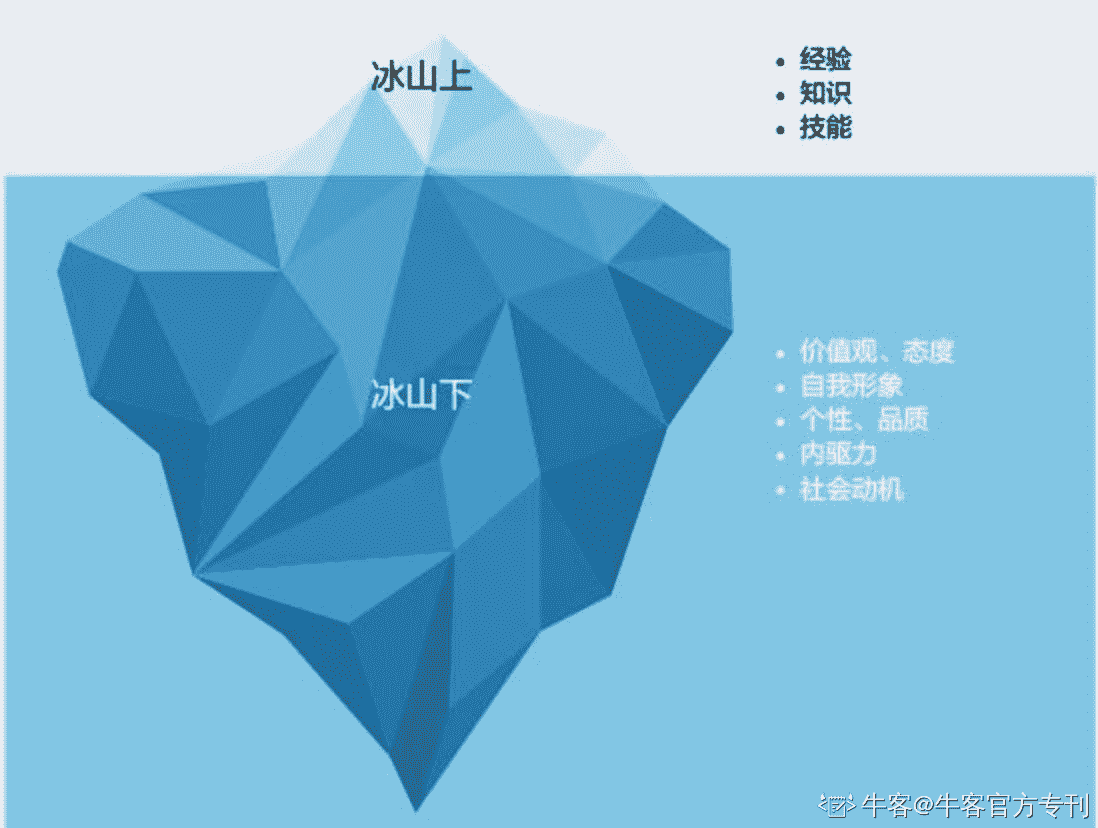 冰山上
• 经验
• 知识
• 技能
冰山下
• 价值观、态度
• 自我形象
• 个性、品质
• 内驱力
• 社会动机
牛客@牛客官方专刊